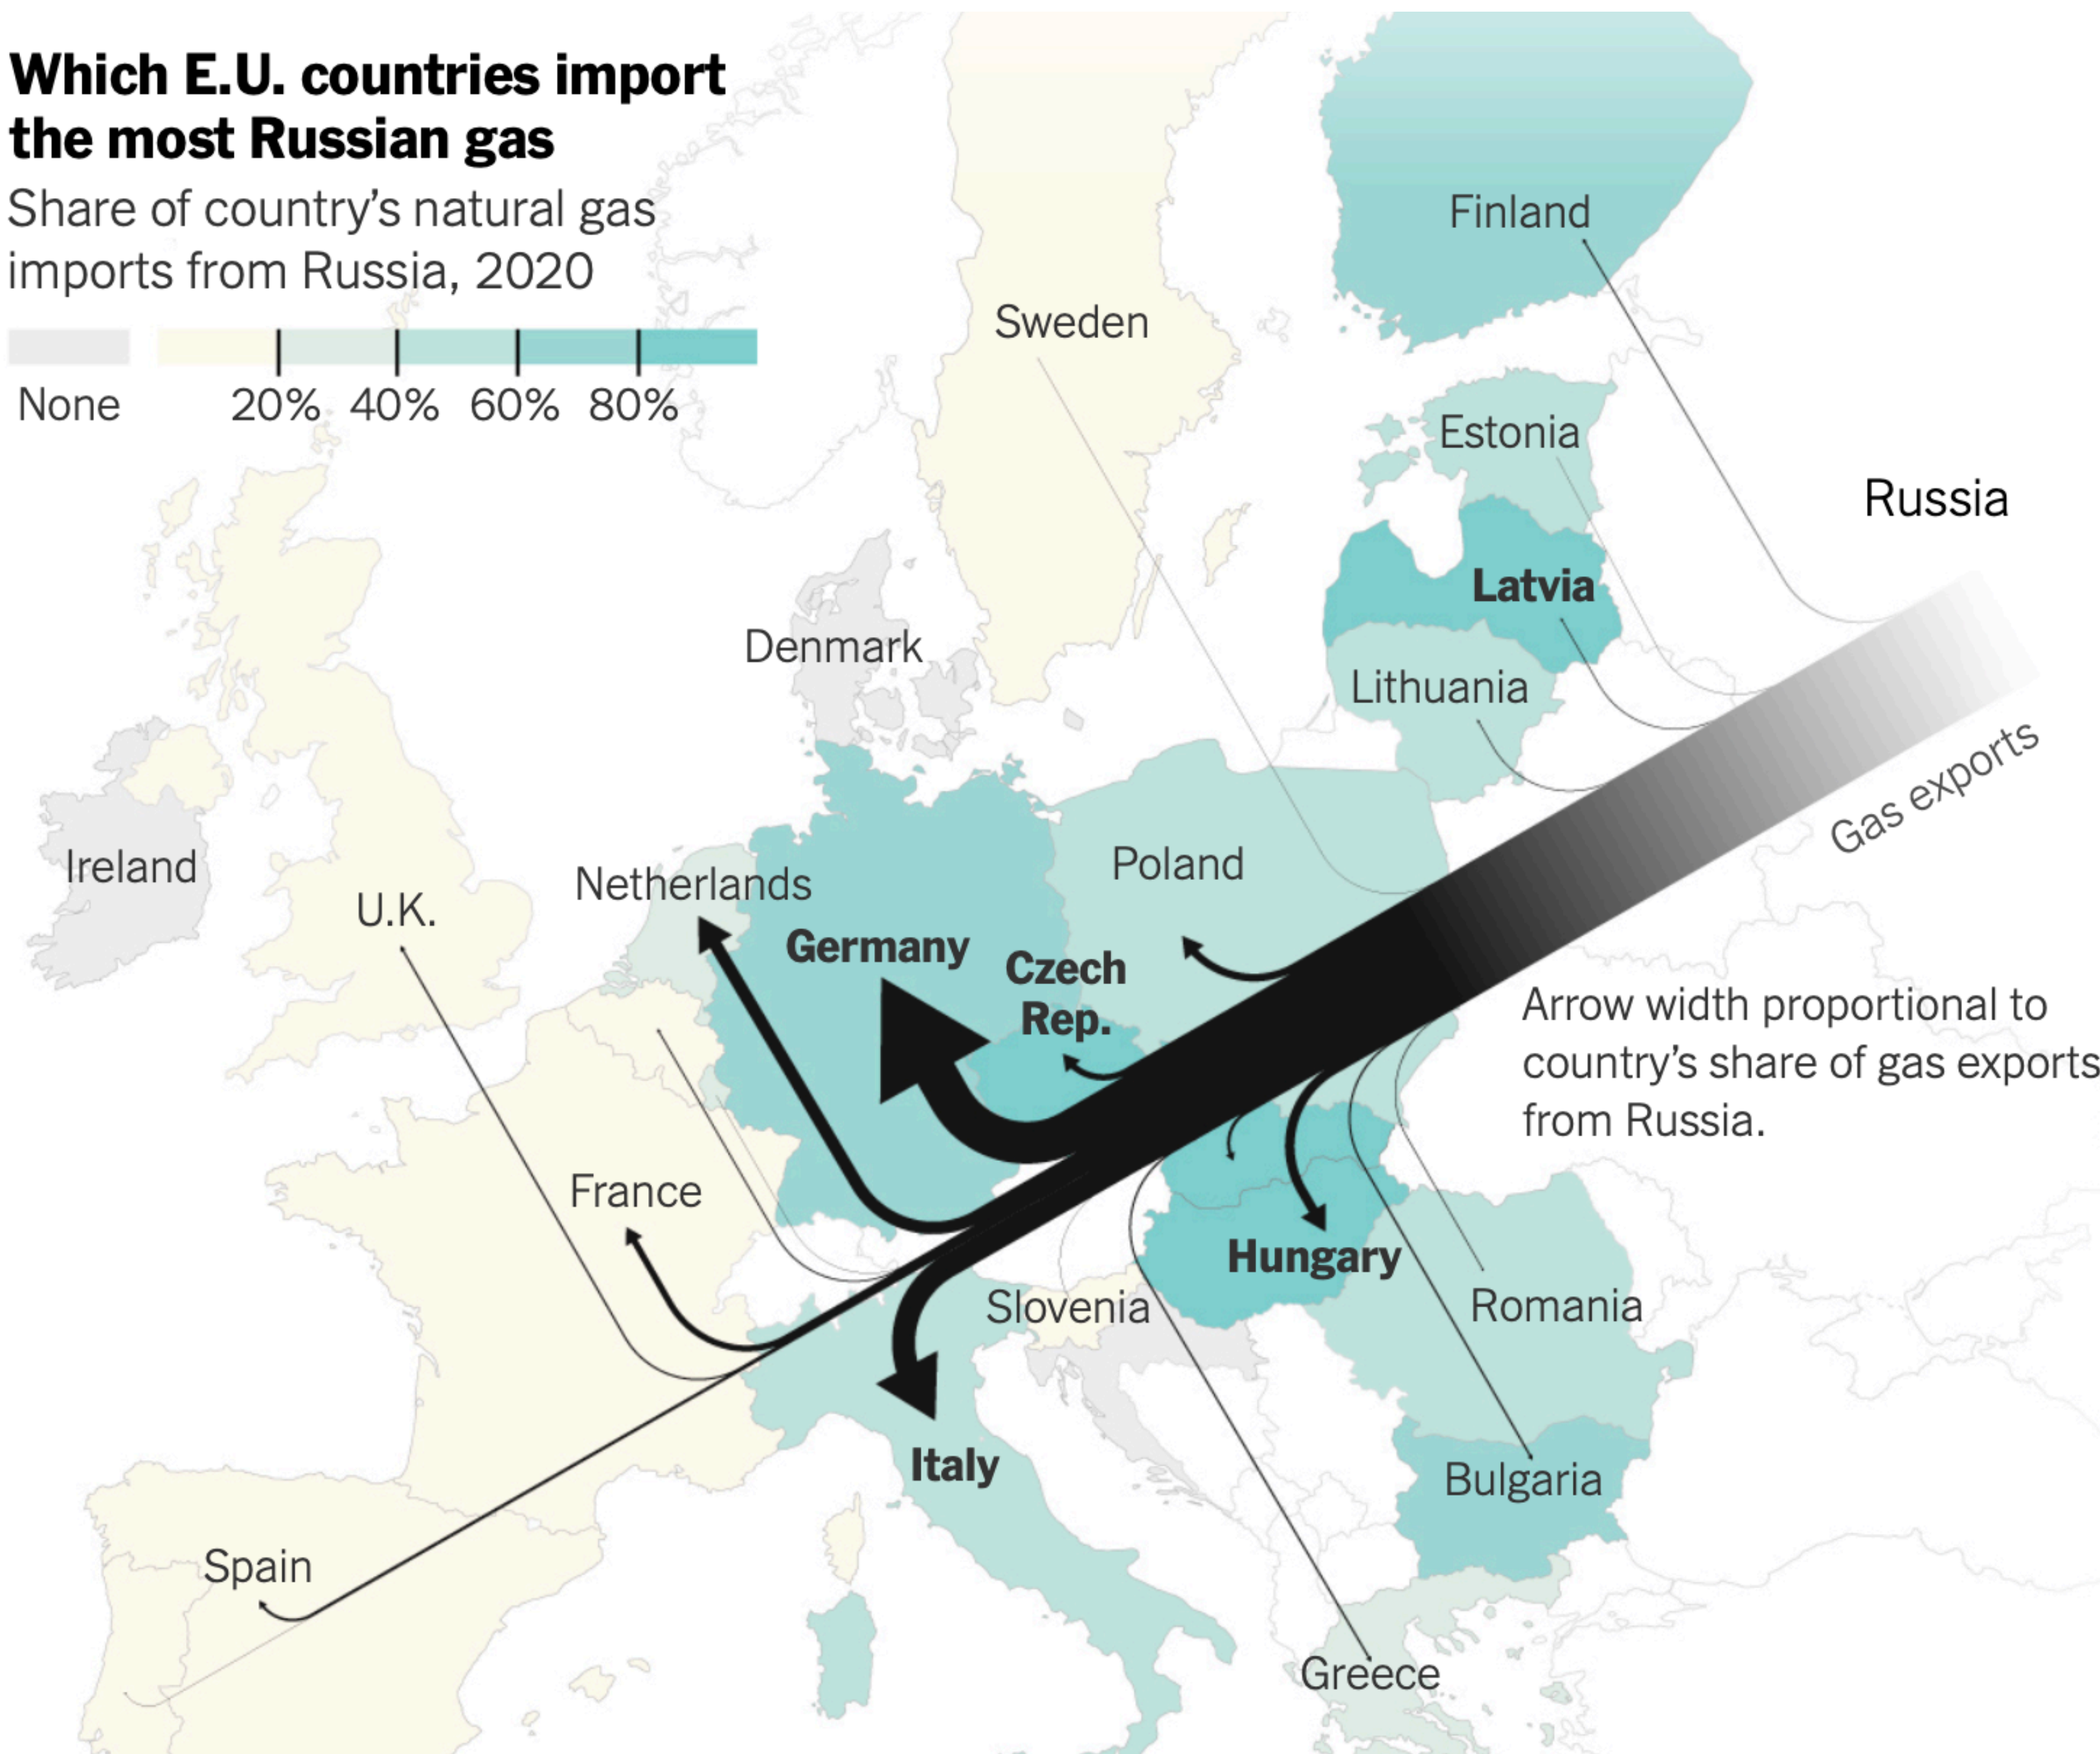 Which E.U. countries import
the most Russian gas
Share of country's natural gas
imports from Russia, 2020
None
20%
40%
60%
80%
Finland
Sweden
Estonia
Russia
Latvia
Denmark
Lithuania
Gas exports
Ireland
U.K.
Netherlands
Poland
Germany
Czech
Rep.
Arrow width proportional to
country's share of gas exports
from Russia.
France
Hungary
Slovenia
Romania
Italy
Bulgaria
Spain
Greece